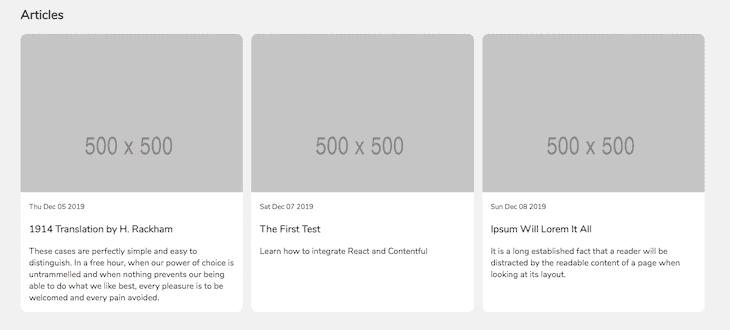 Articles
500 x 500
500 x 500
500 x 500
Thu Dec 05 2019
1914 Translation by H. Rackham
These cases are perfectly simple and easy to
distinguish. In a free hour, when our power of choice is
untrammelled and when nothing prevents our being
able to do what we like best, every pleasure is to be
welcomed and every pain avoided.
Sat Dec 07 2019
The First Test
Learn how to integrate React and Contentful
Sun Dec 08 2019
Ipsum Will Lorem It All
It is a long established fact that a reader will be
distracted by the readable content of a page when
looking at its layout.